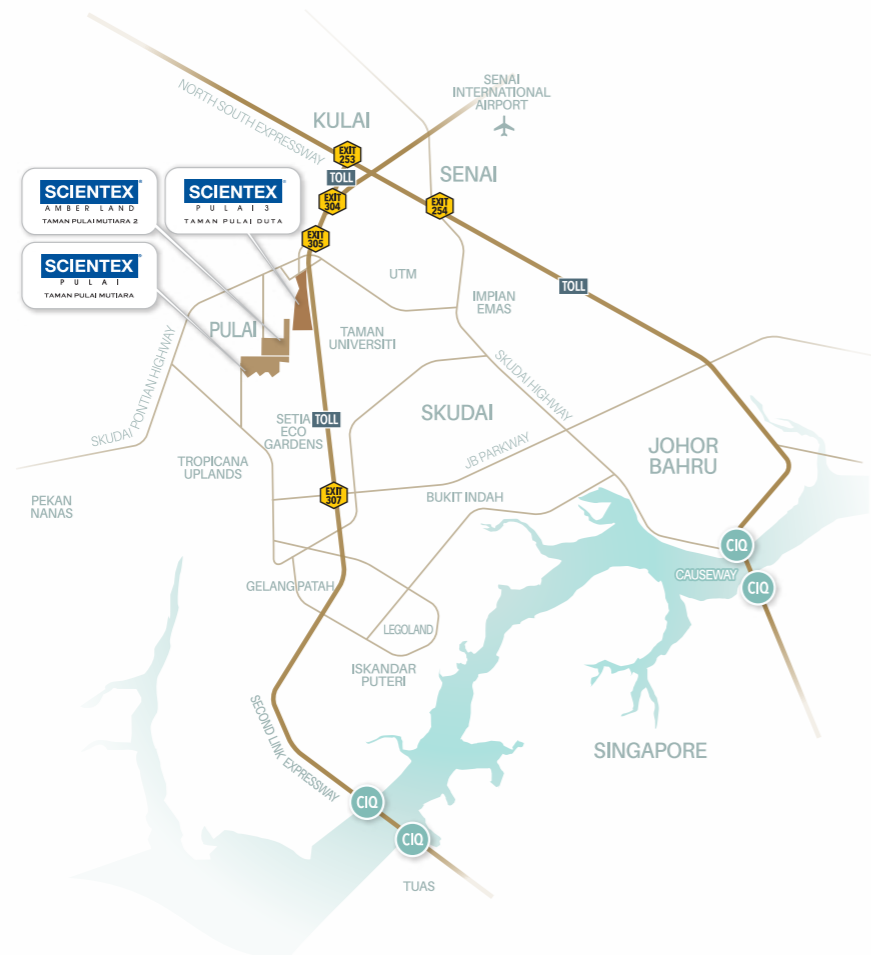 SENAI
INTERNATIONAL
AIRPORT
NORTH SOUTH EXPRESSWAY
KULAI
EXIT
253
TOLL
SENAI
EXIT
304
EXIT
254
EXIT
305
SCIENTEX
AMBER LAND
TAMAN PULAI MUTIARA 2
SCIENTEX
PULAI 3
TAMAN PULAI DUTA
SCIENTEX
PULAI
TAMAN PULAI MUTIARA
UTM
TOLL
IMPIAN
EMAS
PULAI
TAMAN
UNIVERSITI
SKUDAI PONTIAN HIGHWAY
SKUDAI HIGHWAY
SETIA
ECO
GARDENS
TOLL
SKUDAI
JB PARKWAY
JOHOR
BAHRU
TROPICANA
UPLANDS
PEKAN
NANAS
EXIT
307
BUKIT INDAH
CIQ
CAUSEWAY
CIQ
GELANG PATAH
LEGOLAND
ISKANDAR
PUTERI
SECOND LINK EXPRESSWAY
SINGAPORE
CIQ
CIQ
TUAS